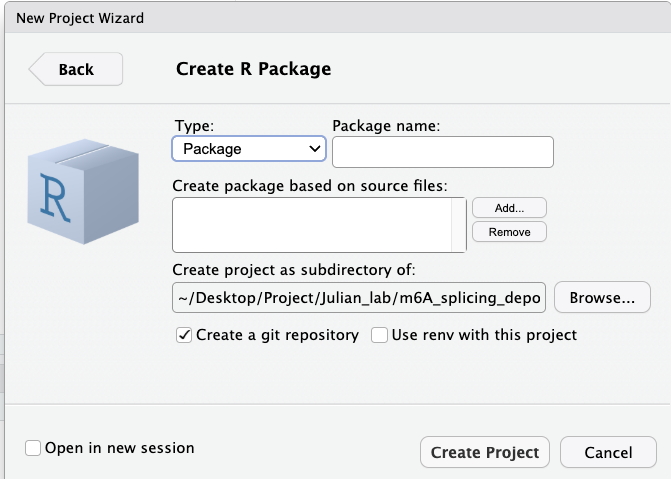 New Project Wizard
Back
Create R Package
Type:
Package name:
Package
R
Create package based on source files:
Add...
Remove
Create project as subdirectory of:
~/Desktop/Project/Julian_lab/m6A_splicing_depo
Browse...
Create a git repository
Use renv with this project
Open in new session
Create Project
Cancel